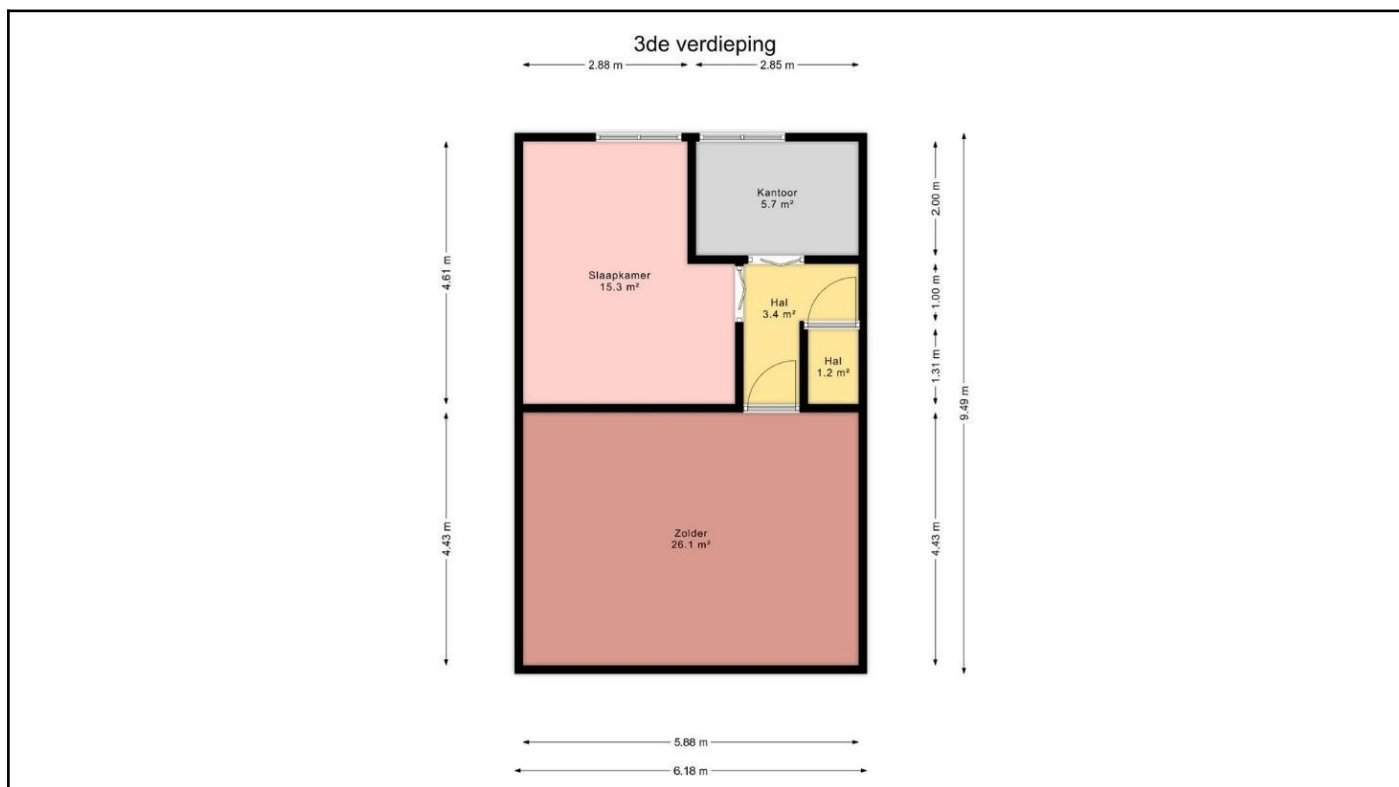 3de verdieping
2.88 m
2.85 m
Kantoor
5.7 m²
2.00 m
4.61 m
Slaapkamer
15.3 m²
Hal
3.4 m²
1.00 m
Hal
1.2 m²
1.31 m
9.49 m
Zolder
26.1 m²
4.43 m
4.43 m
5.88 m
6.18 m